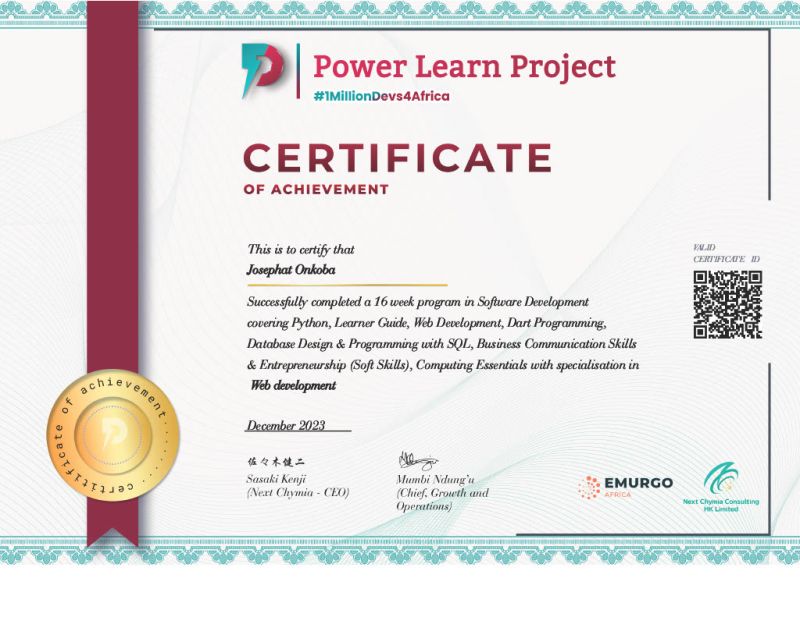 Power Learn Project
#1MillionDevs4Africa
CERTIFICATE
OF ACHIEVEMENT
This is to certify that
Josephat Onkoba
Successfully completed a 16 week program in Software Development
covering Python, Learner Guide, Web Development, Dart Programming,
Database Design & Programming with SQL, Business Communication Skills
& Entrepreneurship (Soft Skills), Computing Essentials with specialisation in
Web development
VALID
CERTIFICATE ID
December 2023
certificate of achievement
佐々木健二
Sasaki Kenji
(Next Chymia - CEO)
Mumbi Ndung'u
(Chief, Growth and
Operations)
EMURGO
AFRICA
Next Chymia Consulting
HK Limited